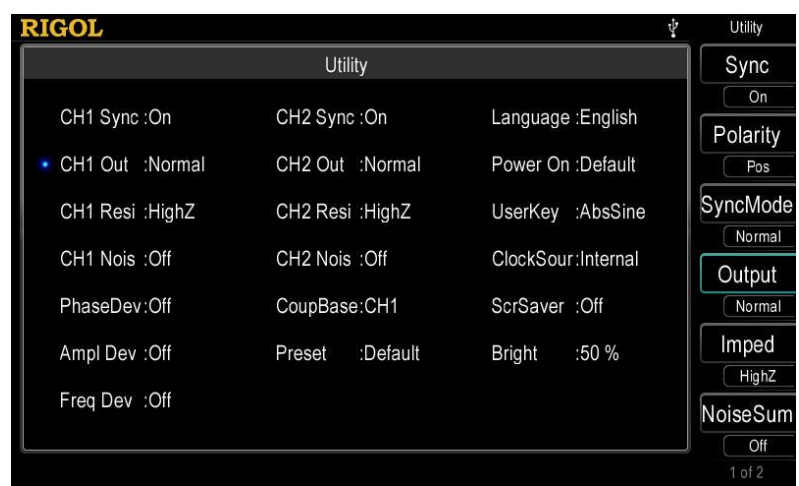 RIGOL
Utility
CH1 Sync :On CH2 Sync :On Language :English
CH1 Out :Normal CH2 Out :Normal Power On :Default
CH1 Resi :HighZ CH2 Resi :HighZ UserKey :AbsSine
CH1 Nois :Off CH2 Nois :Off ClockSour:Internal
PhaseDev:Off CoupBase:CH1 ScrSaver :Off
Ampl Dev :Off Preset :Default Bright :50 %
Freq Dev :Off
Utility
Sync
On
Polarity
Pos
SyncMode
Normal
Output
Normal
Imped
HighZ
NoiseSum
Off
1 of 2